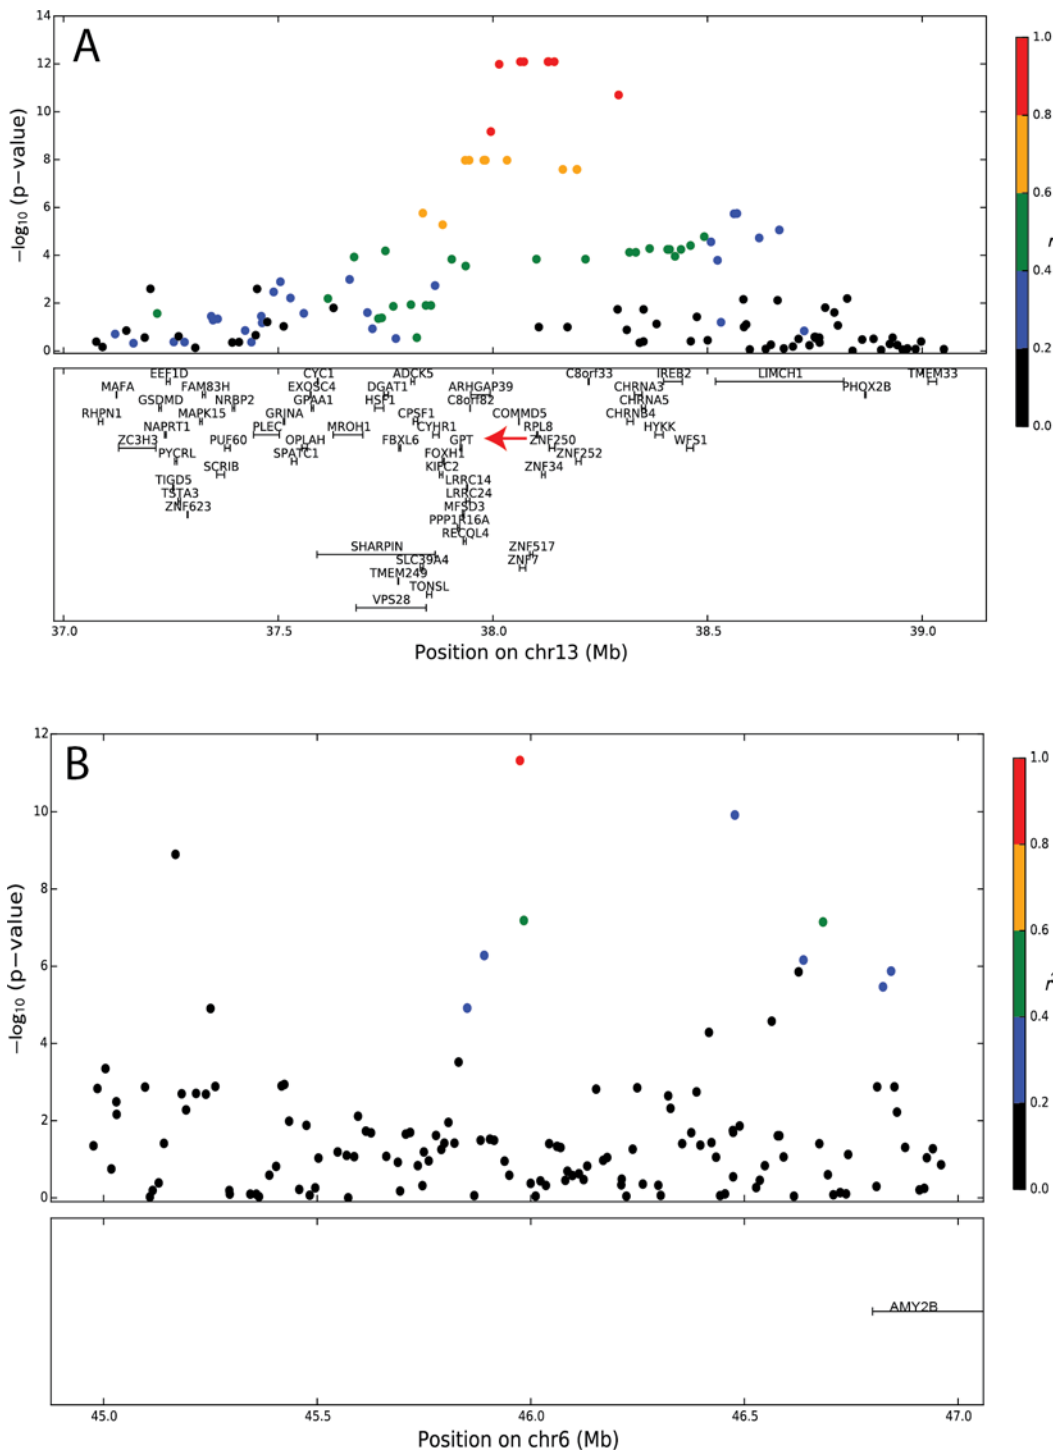 A
14
12
10
8
6
4
2
0
−log₁₀ (p−value)
1.0
0.8
0.6
0.4
0.2
0.0
r
EEF1D CYC1 ADCK5 C8orf33 IREB2 LIMCH1 TMEM33
MAFA FAM83H EXOSC4 DGAT1 ARHGAP39 CHRNA3 PHOX2B
GSDMD NRBP2 GPAA1 HSF1 C8orf82 CHRNA5
RHPN1 MAPK15 GRINA CPSF1 COMMD5 CHRNB4
NAPRT1 PLEC MROH1 CYHR1 RPL8 HYKK
ZC3H3 PUF60 OPLAH FBXL6 GPT ZNF250 WFS1
PYCRL SPATC1 FOXH1 ZNF252
SCRIB KIFC2 ZNF34
TIGD5 LRRC14
TSTA3 LRRC24
ZNF623 MFSD3
PPP1R16A
RECQL4
SHARPIN ZNF517
SLC39A4 ZNF7
TMEM249
TONSL
VPS28
37.0 37.5 38.0 38.5 39.0
Position on chr13 (Mb)
B
12
10
8
6
4
2
0
−log₁₀ (p−value)
1.0
0.8
0.6
0.4
0.2
0.0
r
AMY2B
45.0 45.5 46.0 46.5 47.0
Position on chr6 (Mb)